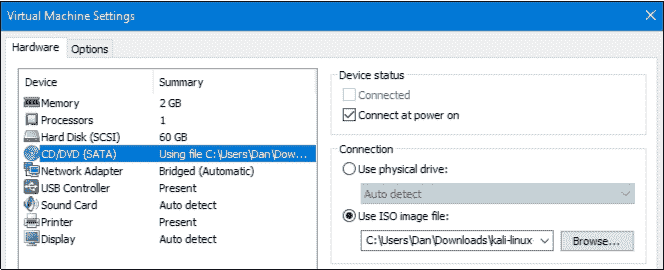 Virtual Machine Settings
Hardware Options
Device Summary
Memory 2 GB
Processors 1
Hard Disk (SCSI) 60 GB
CD/DVD (SATA) Using file C:\Users\Dan\Dow...
Network Adapter Bridged (Automatic)
USB Controller Present
Sound Card Auto detect
Printer Present
Display Auto detect
Device status
Connected
Connect at power on
Connection
Use physical drive:
Auto detect
Use ISO image file:
C:\Users\Dan\Downloads\kali-linux Browse...